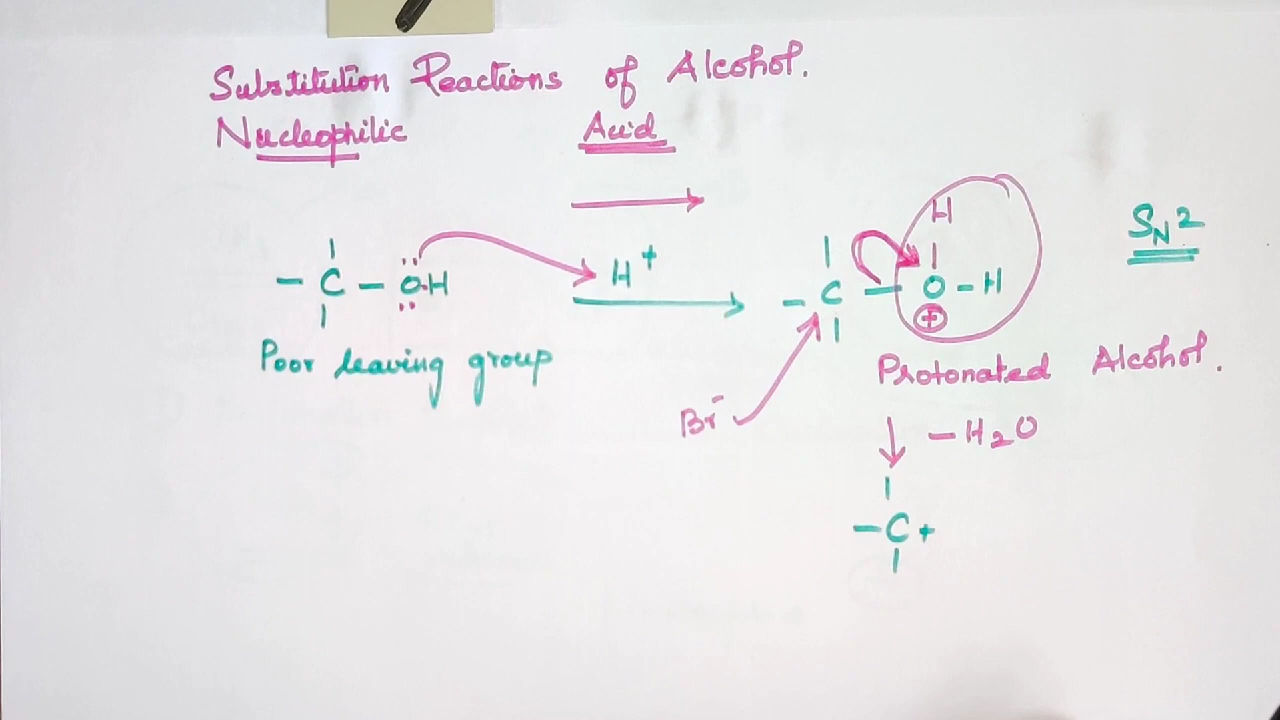 Substitution Reactions of Alcohol.
Nucleophilic Acid
H
SN2
- C - OH H+ - C - O - H
+
Poor leaving group
Protonated Alcohol.
Br-
- H2O
- C +